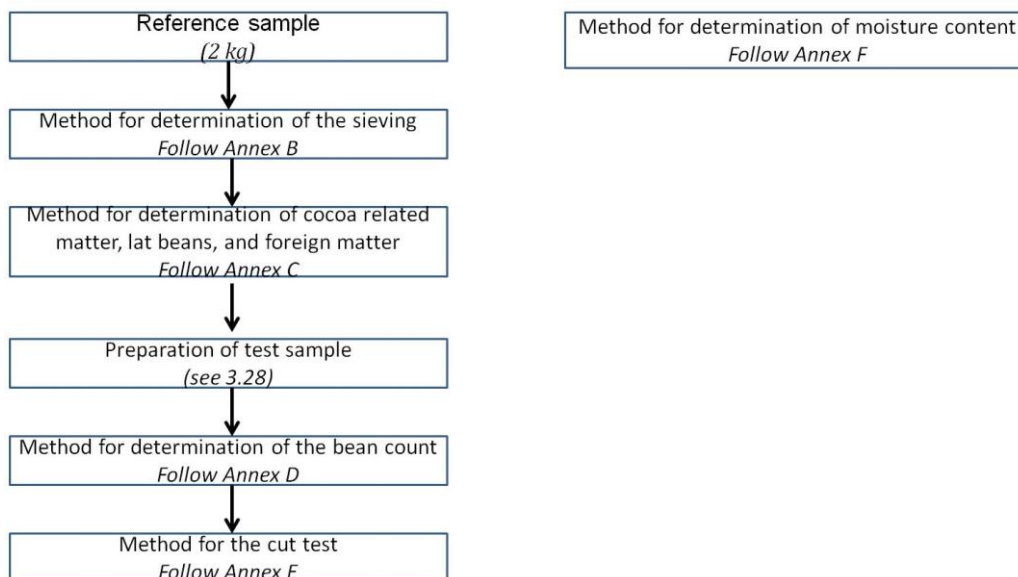 Reference sample
(2 kg)
Method for determination of the sieving
Follow Annex B
Method for determination of cocoa related
matter, lat beans, and foreign matter
Follow Annex C
Preparation of test sample
(see 3.28)
Method for determination of the bean count
Follow Annex D
Method for the cut test
Follow Annex E
Method for determination of moisture content
Follow Annex F